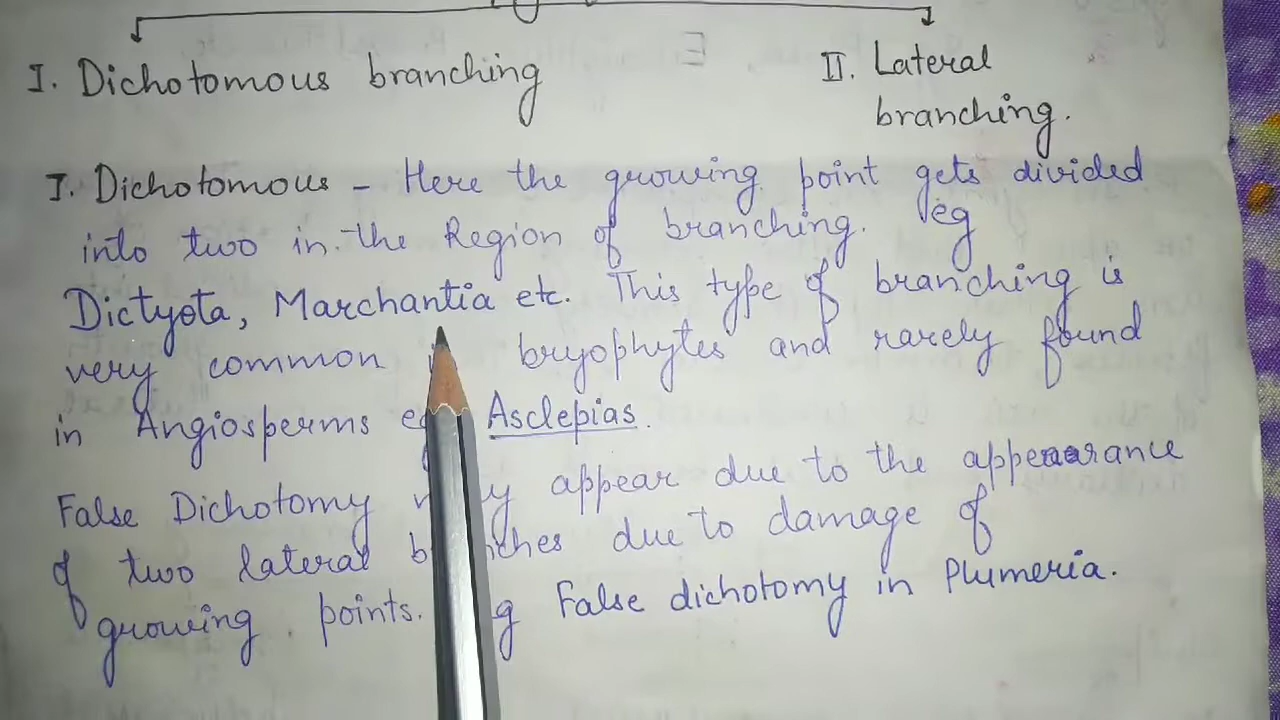 I. Dichotomous branching
II. Lateral
branching.
I. Dichotomous - Here the growing point gets divided
into two in the Region of branching. eg
Dictyota, Marchantia etc. This type of branching is
very common bryophytes and rarely found
in Angiosperms Asclepias.
False Dichotomy appear due to the appearance
of two lateral due to damage of
growing points. False dichotomy in Plumeria.